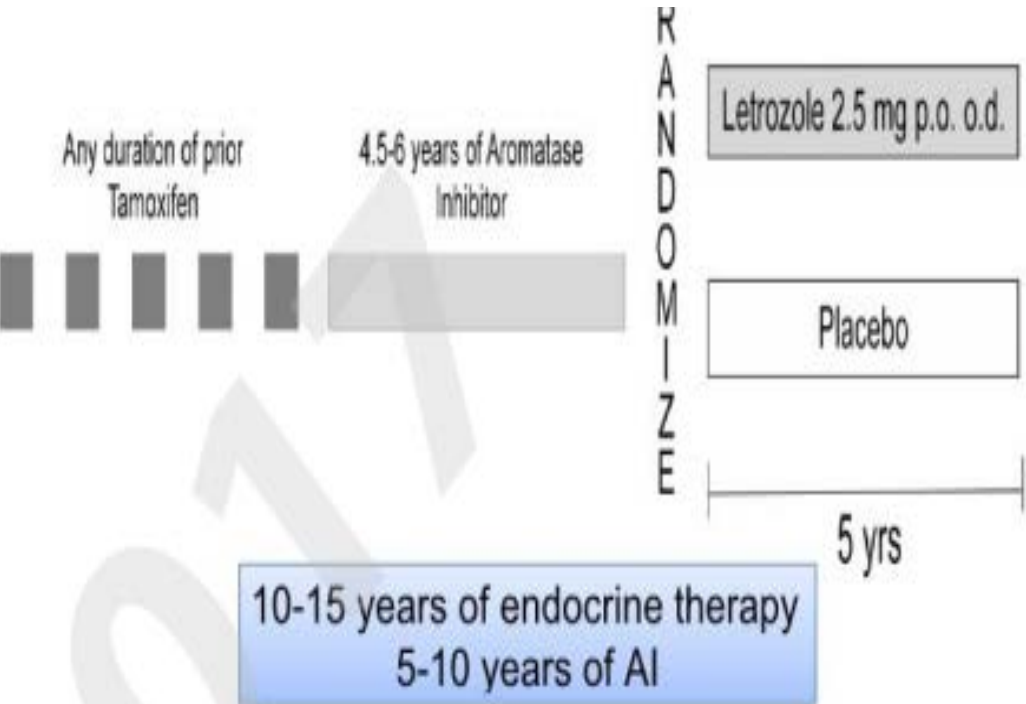 Any duration of prior
Tamoxifen
4.5-6 years of Aromatase
Inhibitor
RANDOMIZE
Letrozole 2.5 mg p.o. o.d.
Placebo
5 yrs
10-15 years of endocrine therapy
5-10 years of AI
017